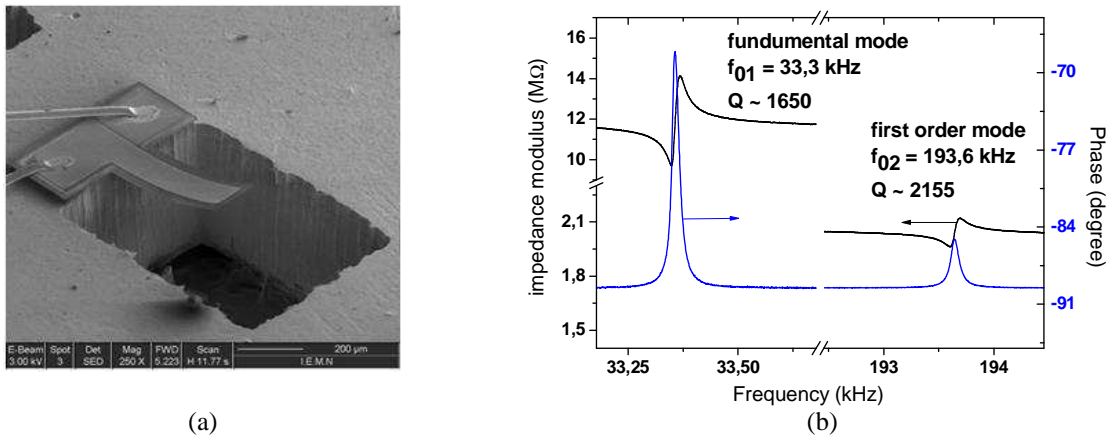 E-Beam Spot Det Mag FWD Scan 200 µm
3.00 kV 3 SED 250 X 5.223 H 11.77 s I.E.M.N
(a)
fundumental mode
f01 = 33,3 kHz
Q ~ 1650
first order mode
f02 = 193,6 kHz
Q ~ 2155
impedance modulus (MΩ)
16
14
12
10
2,1
1,8
1,5
Phase (degree)
-70
-77
-84
-91
33,25 33,50 193 194
Frequency (kHz)
(b)